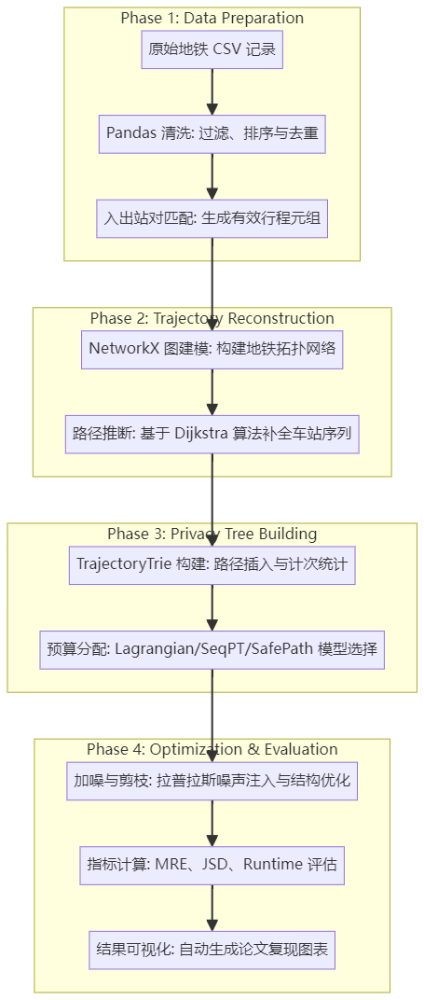 Phase 1: Data Preparation
原始地铁 CSV 记录
Pandas 清洗: 过滤、排序与去重
入出站对匹配: 生成有效行程元组
Phase 2: Trajectory Reconstruction
NetworkX 图建模: 构建地铁拓扑网络
路径推断: 基于 Dijkstra 算法补全车站序列
Phase 3: Privacy Tree Building
TrajectoryTrie 构建: 路径插入与计次统计
预算分配: Lagrangian/SeqPT/SafePath 模型选择
Phase 4: Optimization & Evaluation
加噪与剪枝: 拉普拉斯噪声注入与结构优化
指标计算: MRE、JSD、Runtime 评估
结果可视化: 自动生成论文复现图表